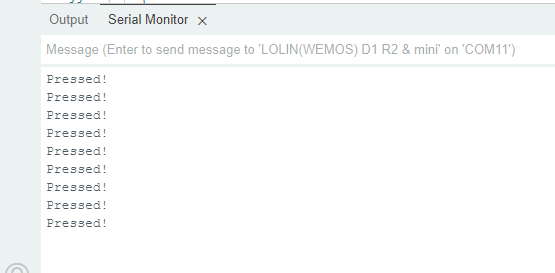 Output Serial Monitor
Message (Enter to send message to 'LOLIN(WEMOS) D1 R2 & mini' on 'COM11')
Pressed!
Pressed!
Pressed!
Pressed!
Pressed!
Pressed!
Pressed!
Pressed!
Pressed!